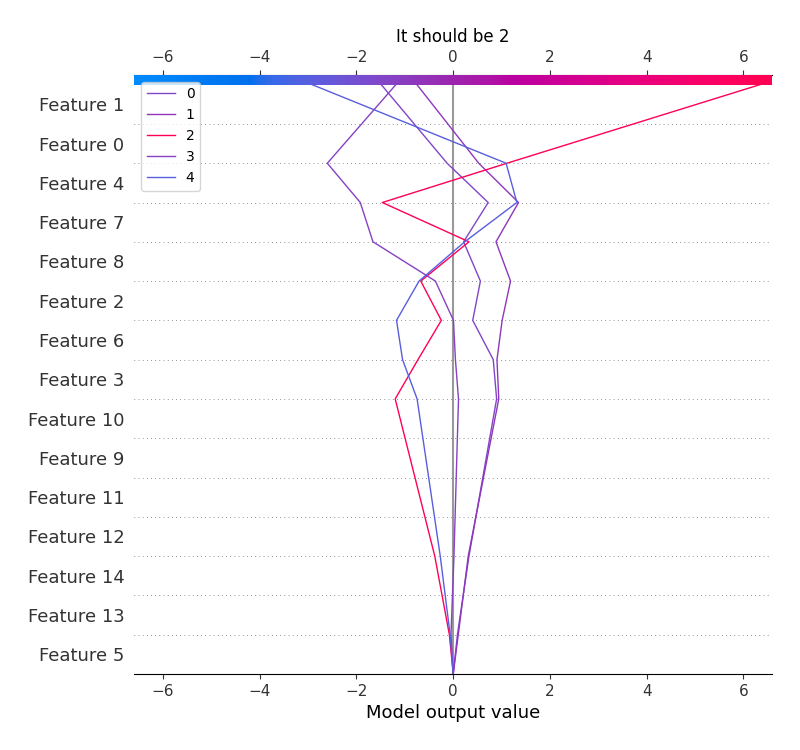 It should be 2
−6 −4 −2 0 2 4 6
0
1
2
3
4
Feature 1
Feature 0
Feature 4
Feature 7
Feature 8
Feature 2
Feature 6
Feature 3
Feature 10
Feature 9
Feature 11
Feature 12
Feature 14
Feature 13
Feature 5
−6 −4 −2 0 2 4 6
Model output value